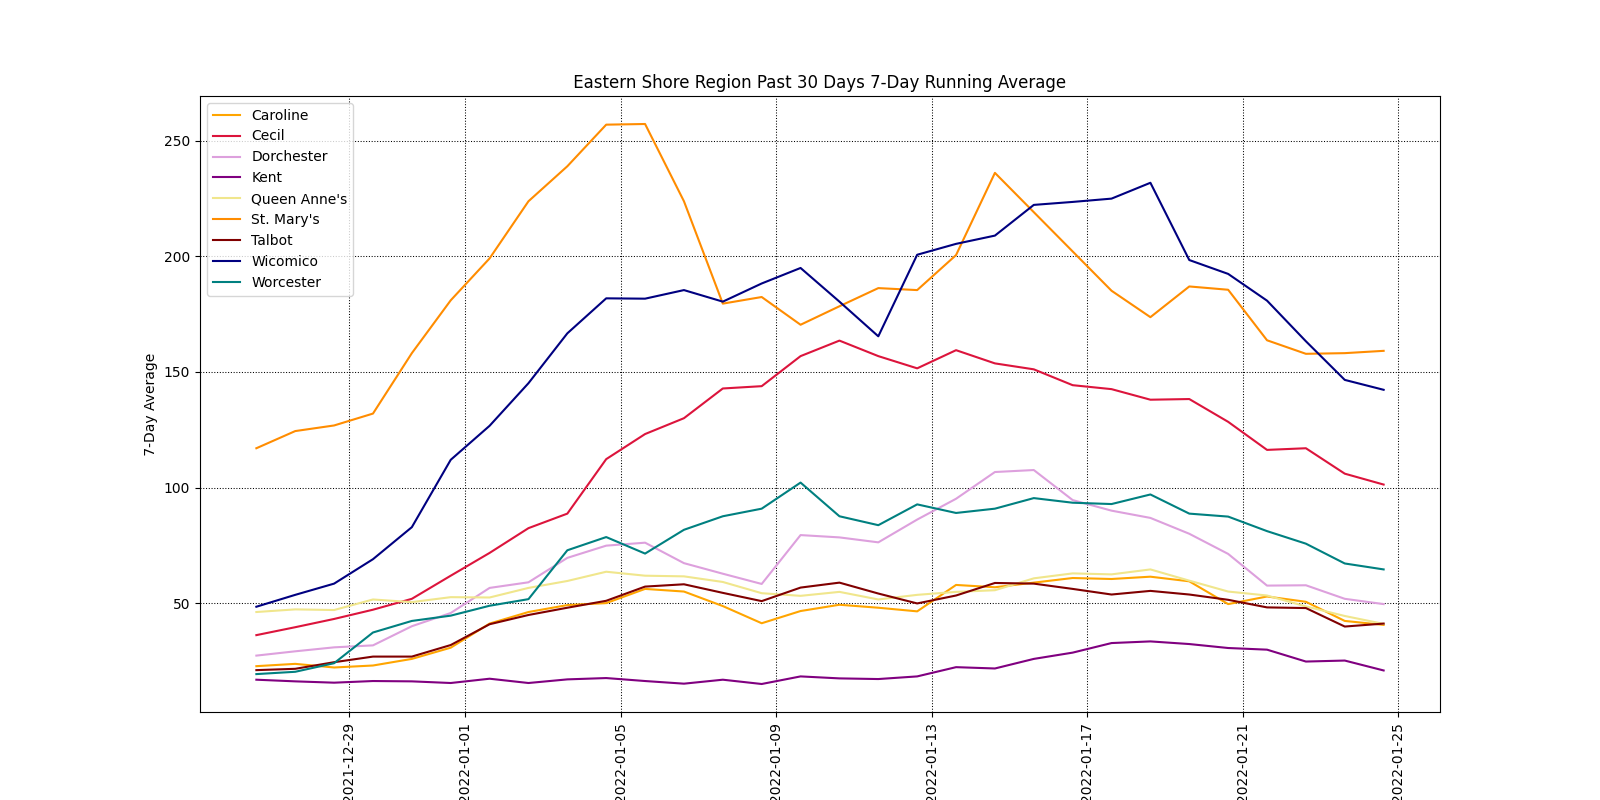 Eastern Shore Region Past 30 Days 7-Day Running Average
Caroline
Cecil
Dorchester
Kent
Queen Anne's
St. Mary's
Talbot
Wicomico
Worcester
250
200
150
100
50
7-Day Average
2021-12-29
2022-01-01
2022-01-05
2022-01-09
2022-01-13
2022-01-17
2022-01-21
2022-01-25